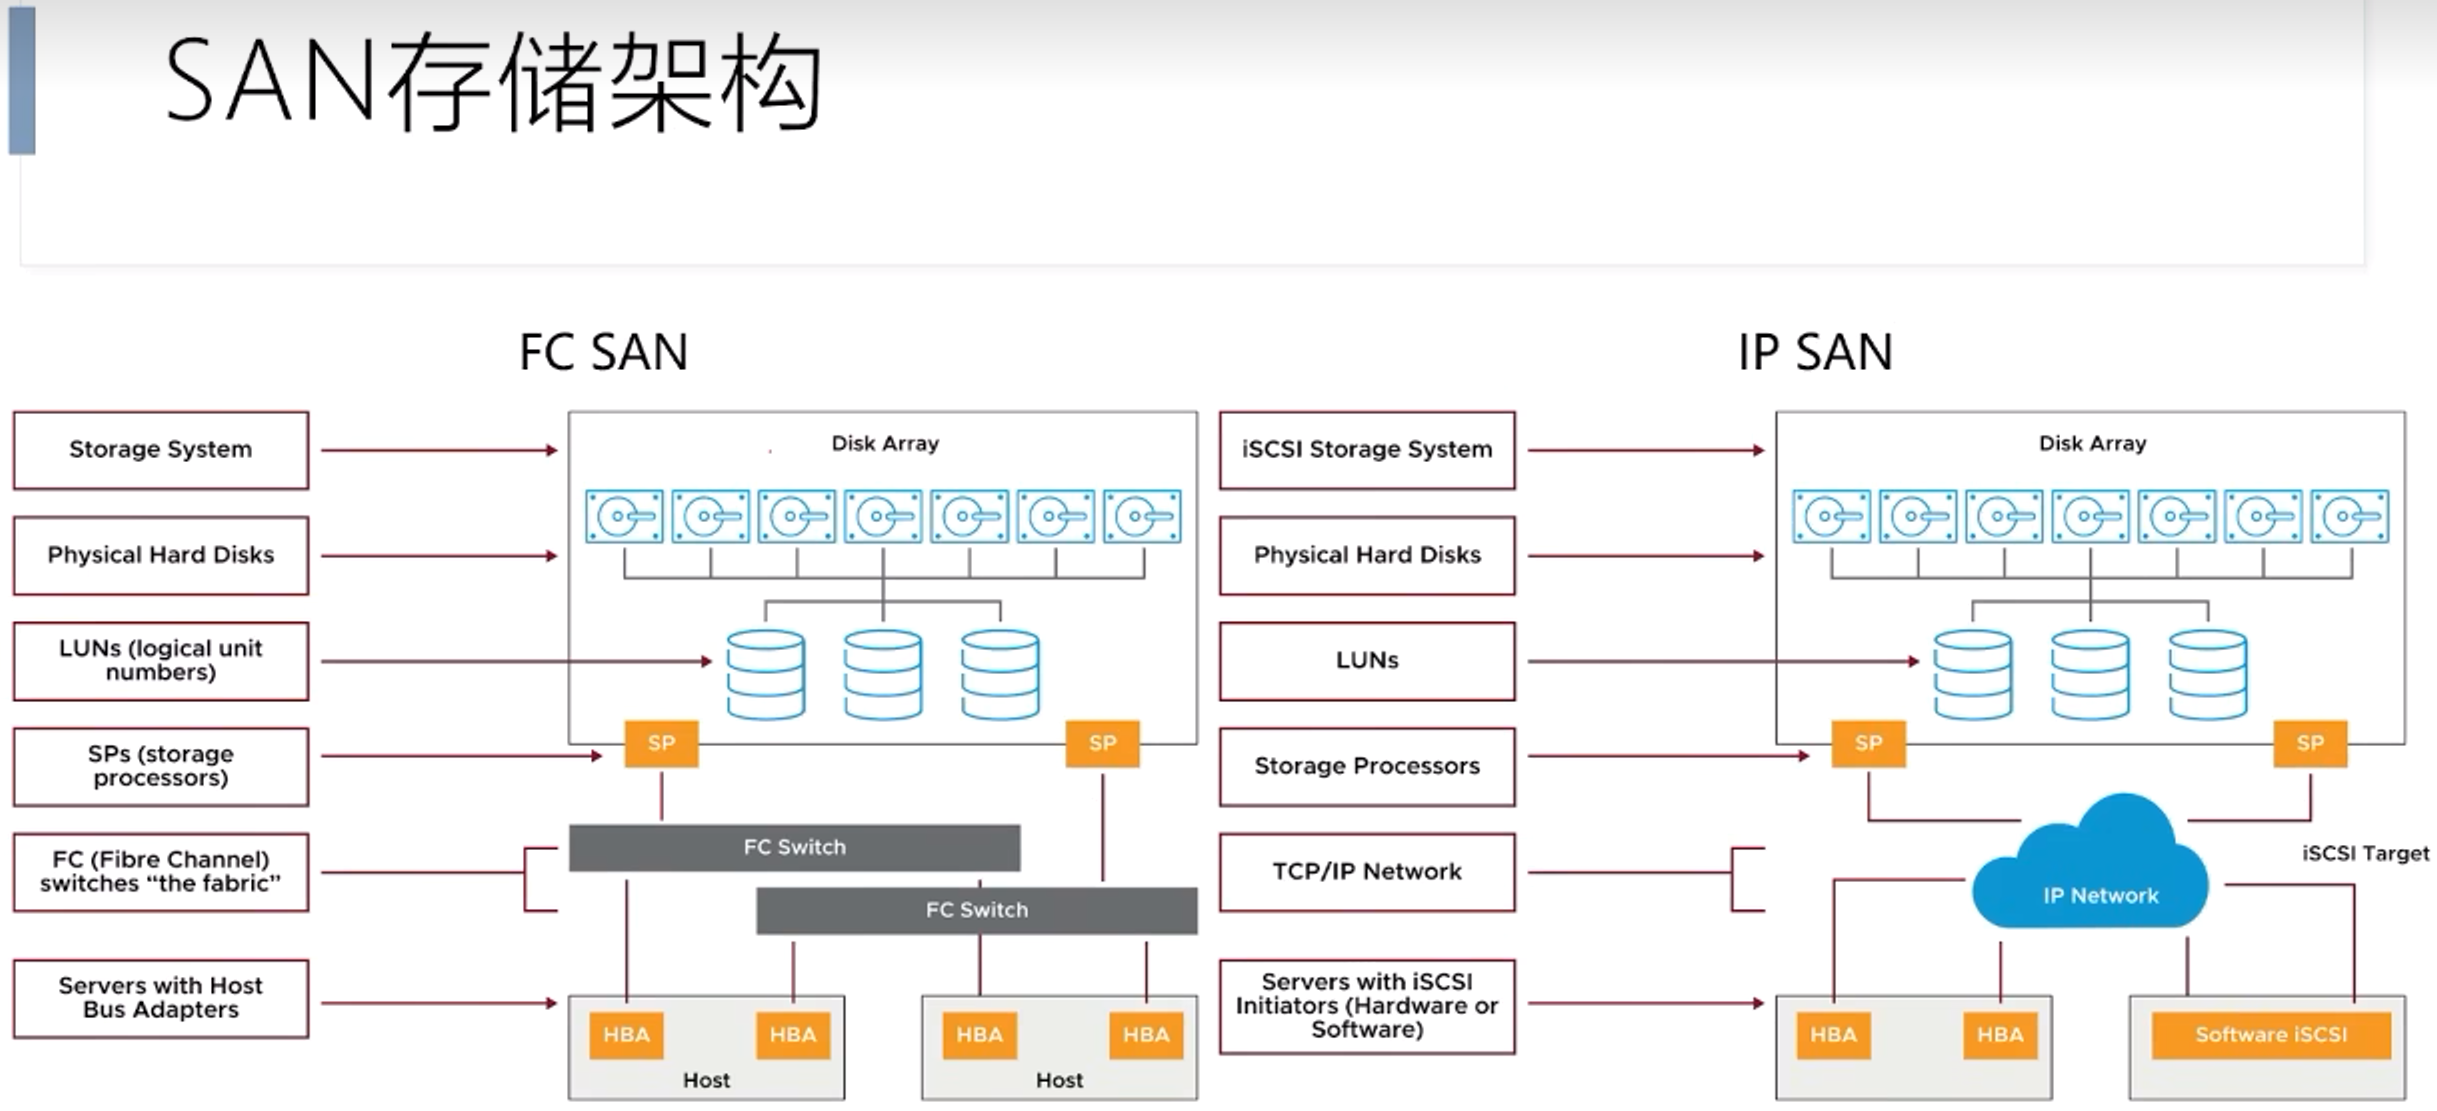 SAN存储架构
FC SAN
Storage System
Physical Hard Disks
LUNs (logical unit
numbers)
SPs (storage
processors)
FC (Fibre Channel)
switches “the fabric”
Servers with Host
Bus Adapters
Disk Array
SP
SP
FC Switch
FC Switch
HBA
HBA
Host
HBA
HBA
Host
IP SAN
iSCSI Storage System
Physical Hard Disks
LUNs
Storage Processors
TCP/IP Network
Servers with iSCSI
Initiators (Hardware or
Software)
Disk Array
SP
SP
iSCSI Target
IP Network
HBA
HBA
Software iSCSI